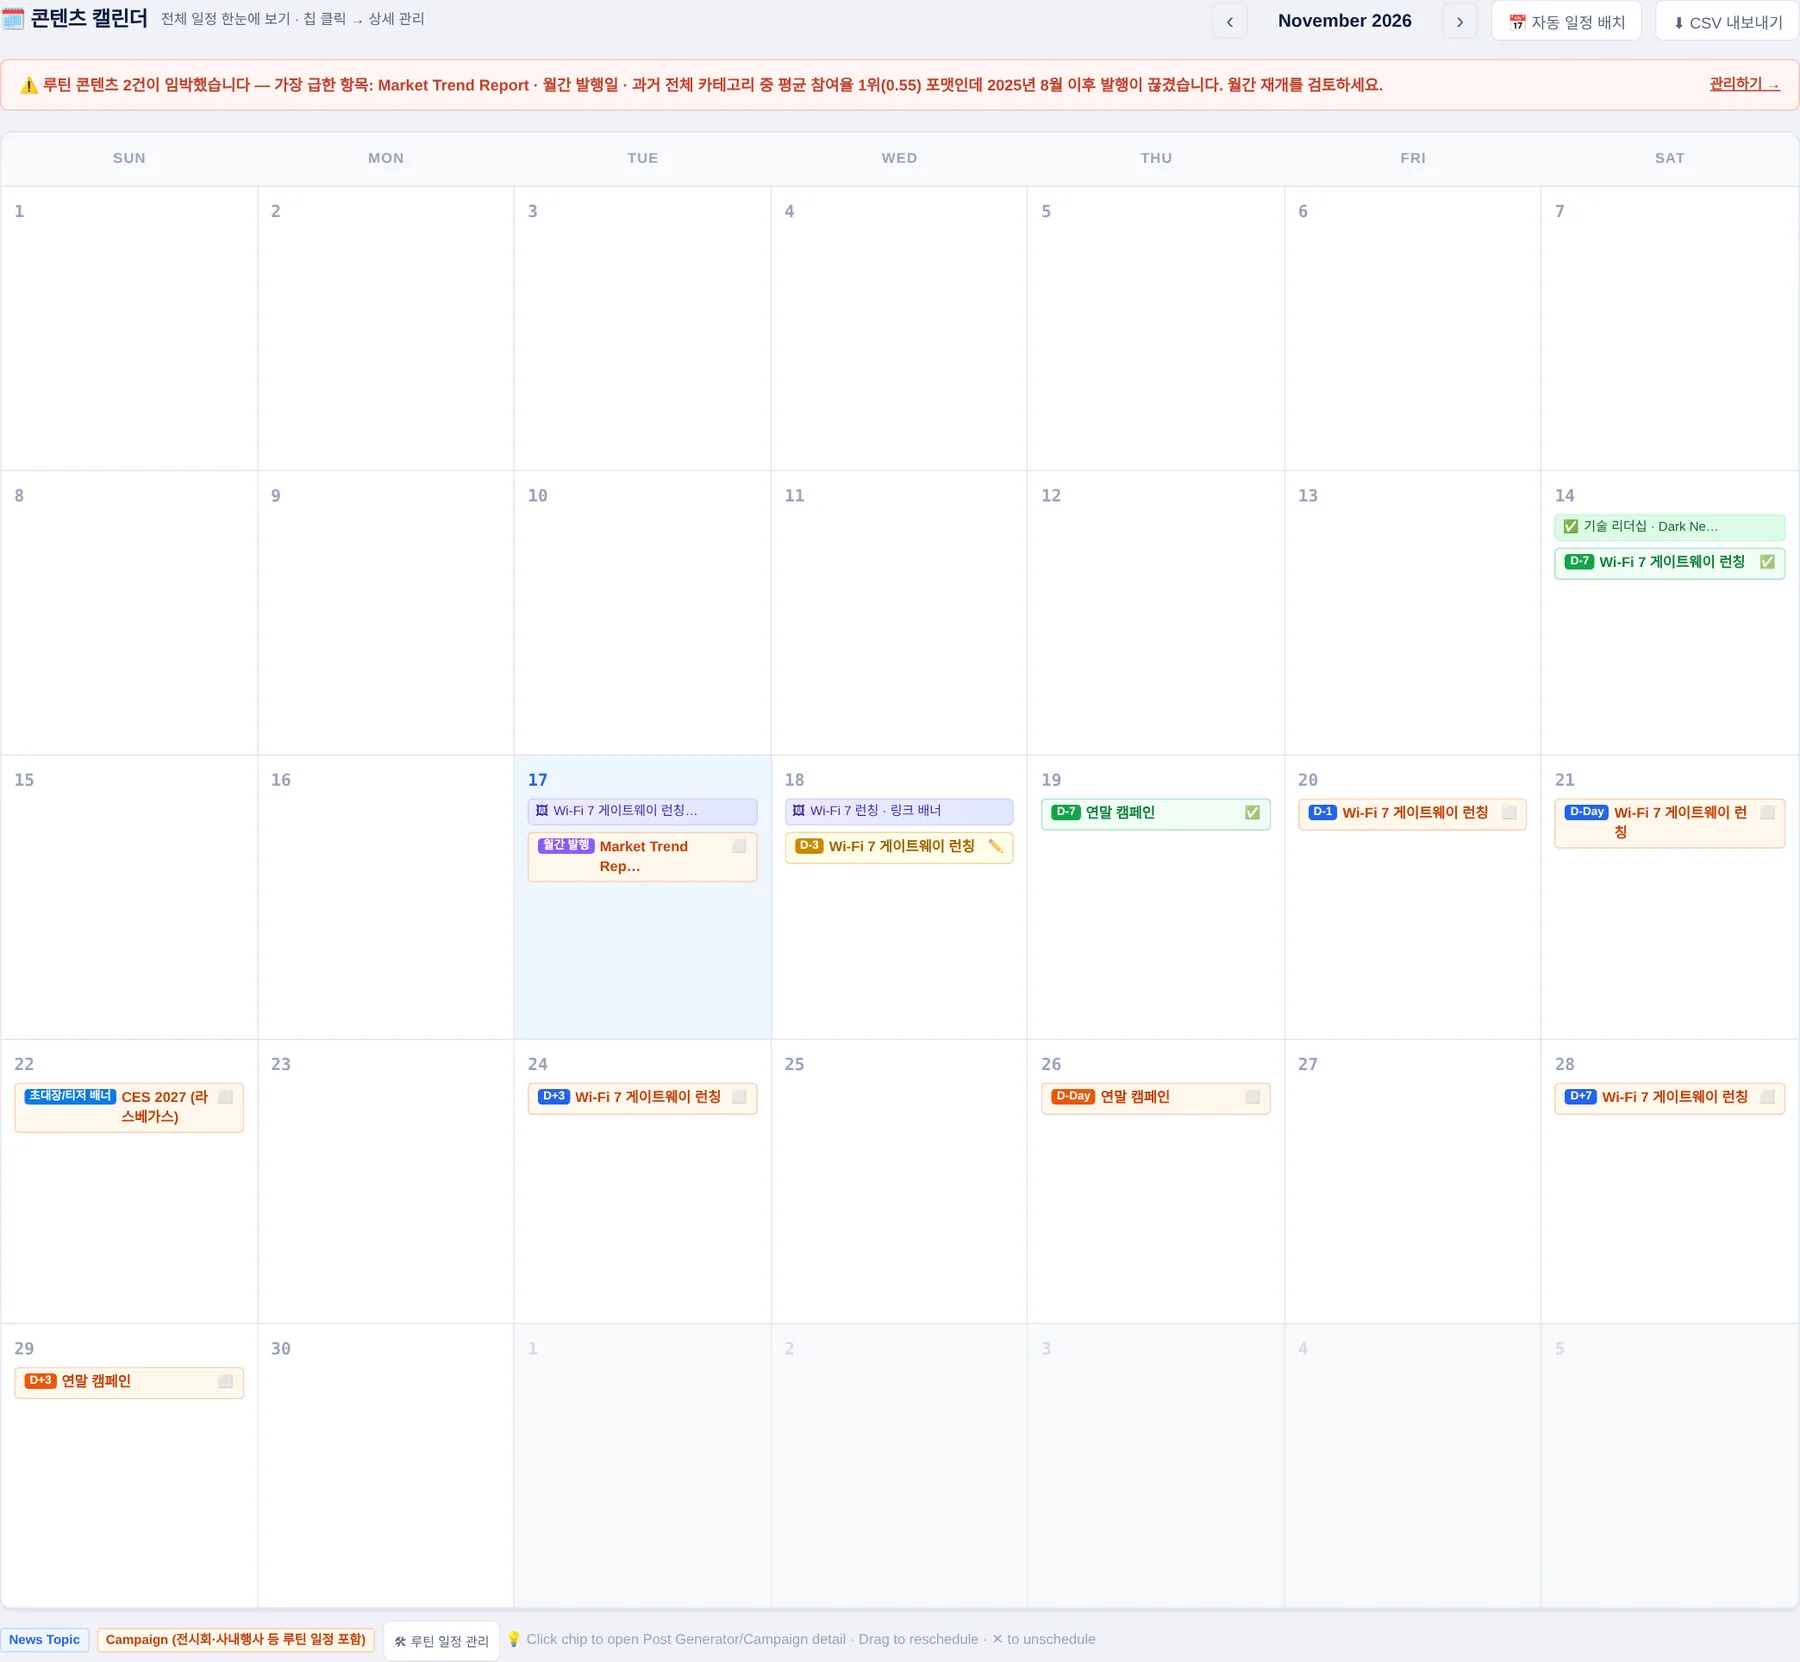 🗓️ 콘텐츠 캘린더 전체 일정 한눈에 보기 · 칩 클릭 → 상세 관리
‹ November 2026 › 📅 자동 일정 배치 ⬇ CSV 내보내기
⚠️ 루틴 콘텐츠 2건이 임박했습니다 — 가장 급한 항목: Market Trend Report · 월간 발행일 · 과거 전체 카테고리 중 평균 참여율 1위(0.55) 포맷인데 2025년 8월 이후 발행이 끊겼습니다. 월간 재개를 검토하세요. 관리하기 →
SUN MON TUE WED THU FRI SAT
1 2 3 4 5 6 7
8 9 10 11 12 13 14
✅ 기술 리더십 · Dark Ne…
D-7 Wi-Fi 7 게이트웨이 런칭 ✅
15 16 17 18 19 20 21
🖼 Wi-Fi 7 게이트웨이 런칭…
월간 발행 Market Trend
Rep…
🖼 Wi-Fi 7 런칭 · 링크 배너
D-3 Wi-Fi 7 게이트웨이 런칭 ✏️
D-7 연말 캠페인 ✅
D-1 Wi-Fi 7 게이트웨이 런칭 ⬜
D-Day Wi-Fi 7 게이트웨이 런
칭
22 23 24 25 26 27 28
초대장/티저 배너 CES 2027 (라
스베가스)
D+3 Wi-Fi 7 게이트웨이 런칭 ⬜
D-Day 연말 캠페인 ⬜
D+7 Wi-Fi 7 게이트웨이 런칭 ⬜
29 30 1 2 3 4 5
D+3 연말 캠페인 ⬜
News Topic Campaign (전시회·사내행사 등 루틴 일정 포함) 🛠 루틴 일정 관리 💡 Click chip to open Post Generator/Campaign detail · Drag to reschedule · ✕ to unschedule